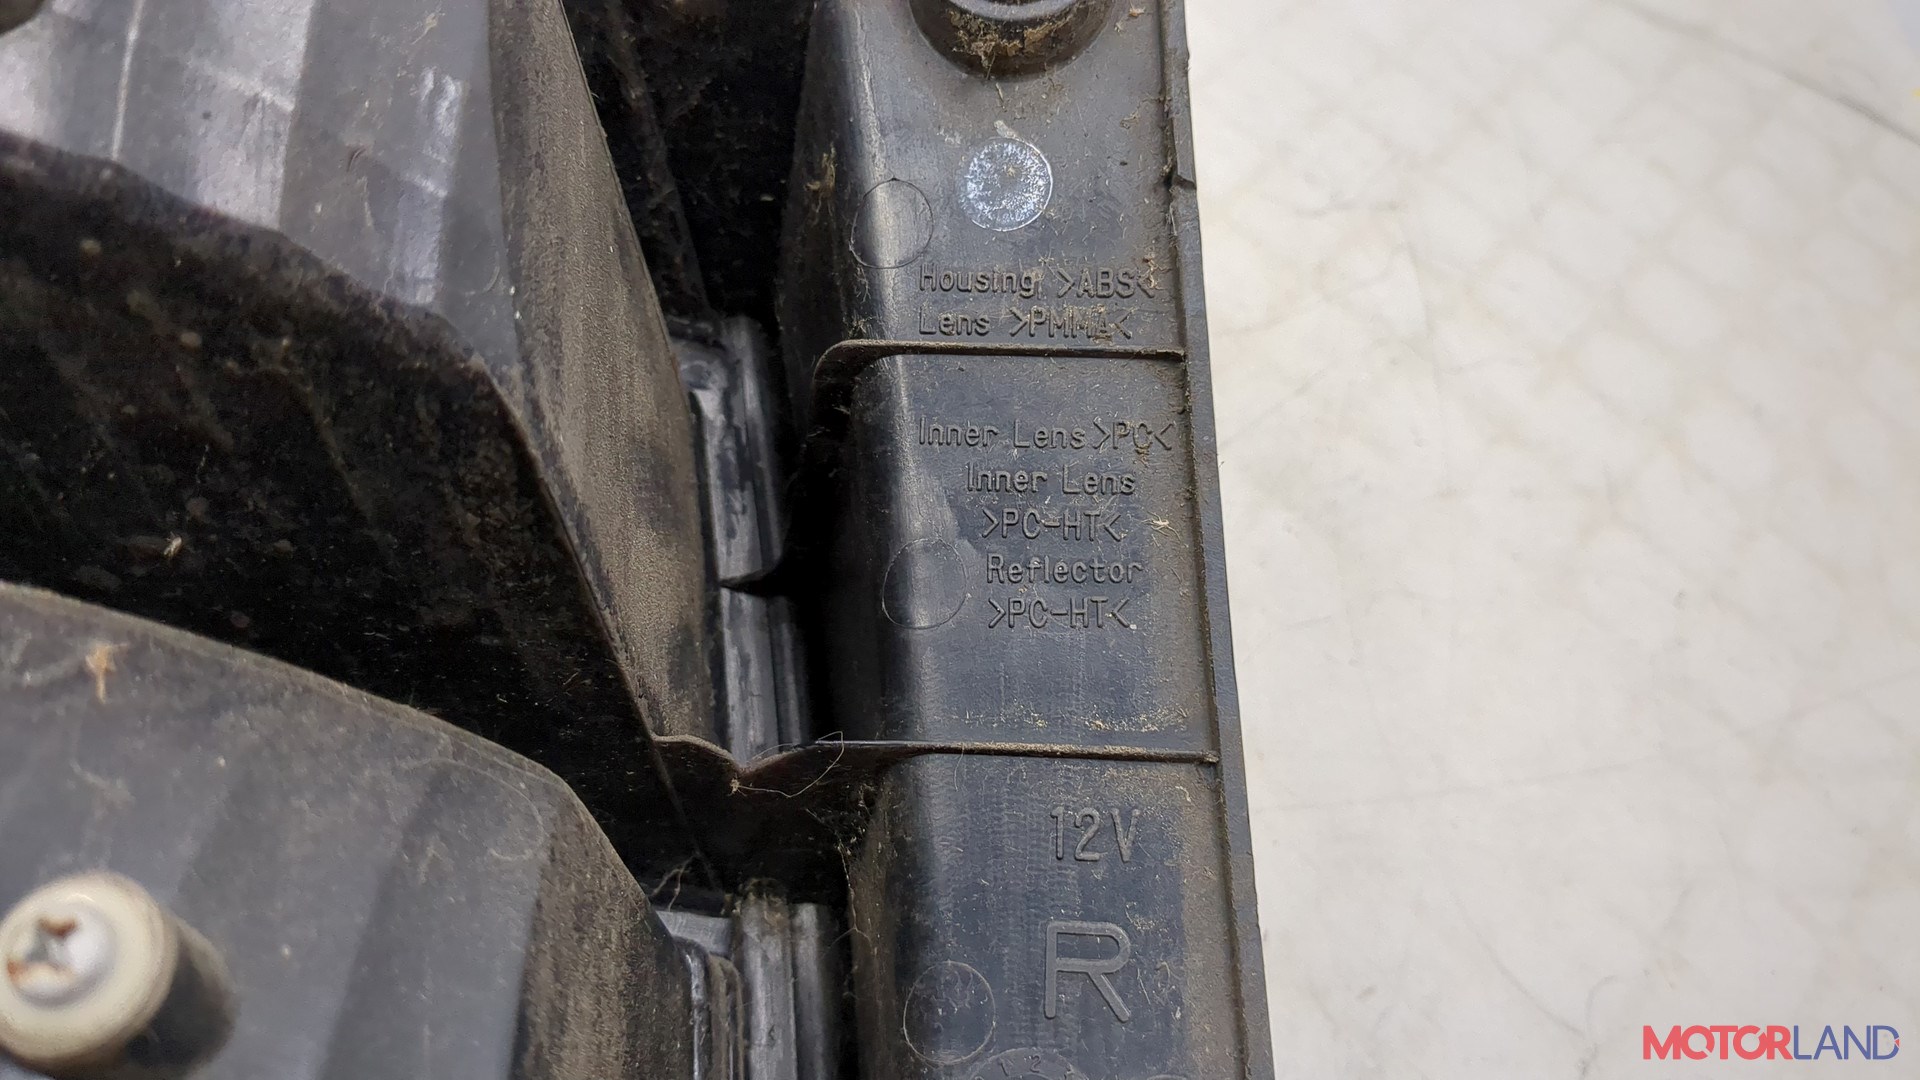 Housing >ABS<
Lens >PMMA<
Inner Lens >PC<
Inner Lens
>PC-HT<
Reflector
>PC-HT<
12V
R
MOTORLAND